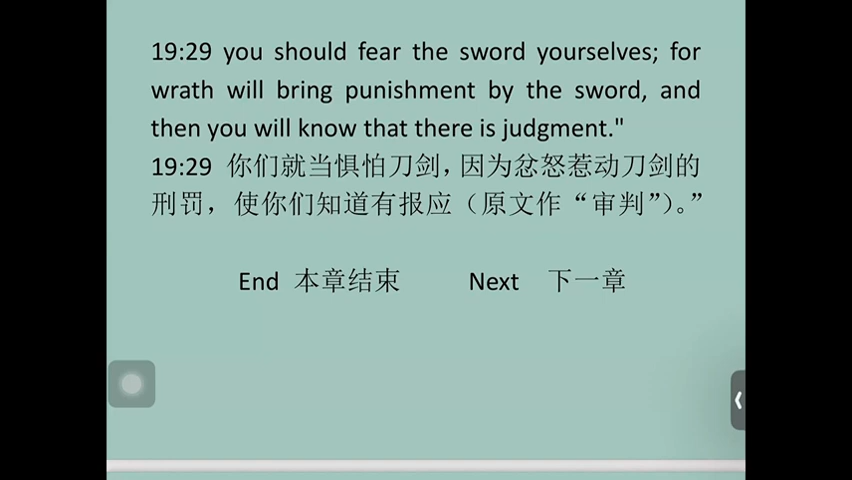 19:29 you should fear the sword yourselves; for
wrath will bring punishment by the sword, and
then you will know that there is judgment."
19:29 你们就当惧怕刀剑，因为忿怒惹动刀剑的
刑罚，使你们知道有报应（原文作“审判”）。”
End 本章结束 Next 下一章